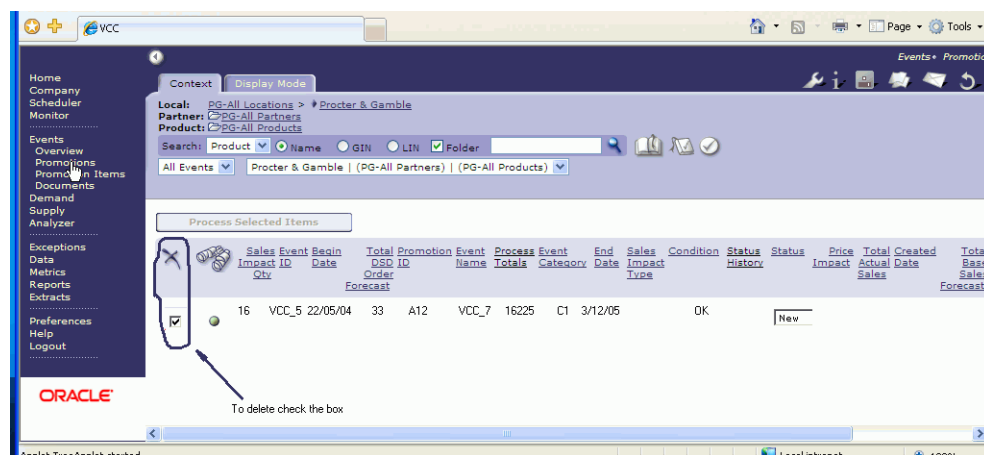 VCC
Page
Tools
Events+ Promotio
Home
Company
Scheduler
Monitor
Events
Overview
Promotions
Promotion Items
Documents
Demand
Supply
Analyzer
Exceptions
Data
Metrics
Reports
Extracts
Preferences
Help
Logout
ORACLE
Context Display Mode
Local: PG-All Locations > Procter & Gamble
Partner: PG-All Partners
Product: PG-All Products
Search: Product Name GIN LIN Folder
All Events Procter & Gamble | (PG-All Partners) | (PG-All Products)
Process Selected Items
Sales Event Begin Total Promotion Event Process Event End Sales Condition Status Status Price Total Created Tota
Impact ID Date DSD ID Name Totals Category Date Impact History Impact Actual Date Base
Qty Order Type Sales Sale
Forecast Forecast
16 VCC_5 22/05/04 33 A12 VCC_7 16225 C1 3/12/05 OK New
To delete check the box